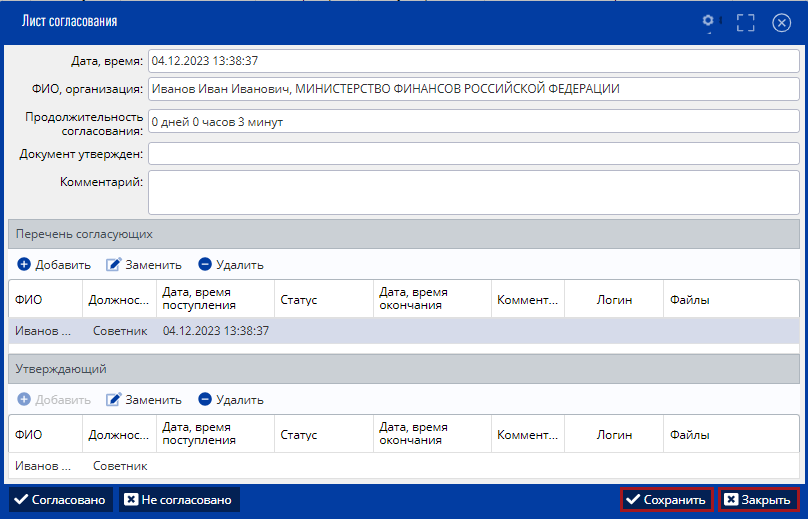 Лист согласования
Дата, время: 04.12.2023 13:38:37
ФИО, организация: Иванов Иван Иванович, МИНИСТЕРСТВО ФИНАНСОВ РОССИЙСКОЙ ФЕДЕРАЦИИ
Продолжительность
согласования: 0 дней 0 часов 3 минут
Документ утвержден:
Комментарий:
Перечень согласующих
Добавить Заменить Удалить
ФИО Должнос... Дата, время поступления Статус Дата, время окончания Коммент... Логин Файлы
Иванов ... Советник 04.12.2023 13:38:37
Утверждающий
Добавить Заменить Удалить
ФИО Должнос... Дата, время поступления Статус Дата, время окончания Коммент... Логин Файлы
Иванов ... Советник
Согласовано Не согласовано Сохранить Закрыть